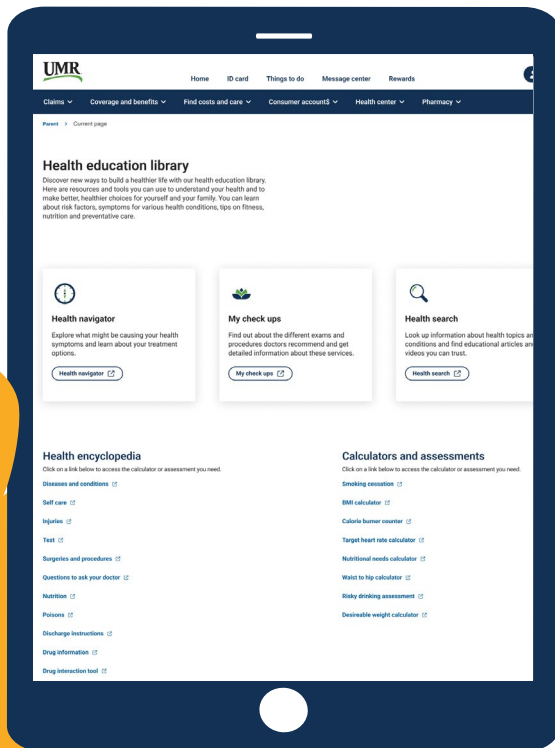 UMR
Home ID card Things to do Message center Rewards
Claims Coverage and benefits Find costs and care Consumer account$ Health center Pharmacy
Parent > Current page
Health education library
Discover new ways to build a healthier life with our health education library.
Here are resources and tools you can use to understand your health and to
make better, healthier choices for yourself and your family. You can learn
about risk factors, symptoms for various health conditions, tips on fitness,
nutrition and preventative care.
Health navigator
Explore what might be causing your health
symptoms and learn about your treatment
options.
Health navigator
My check ups
Find out about the different exams and
procedures doctors recommend and get
detailed information about these services.
My check ups
Health search
Look up information about health topics an
conditions and find educational articles an
videos you can trust.
Health search
Health encyclopedia
Click on a link below to access the calculator or assessment you need.
Diseases and conditions
Self care
Injuries
Test
Surgeries and procedures
Questions to ask your doctor
Nutrition
Poisons
Discharge instructions
Drug information
Drug interaction tool
Calculators and assessments
Click on a link below to access the calculator or assessment you need.
Smoking cessation
BMI calculator
Calorie burner counter
Target heart rate calculator
Nutritional needs calculator
Waist to hip calculator
Risky drinking assessment
Desireable weight calculator